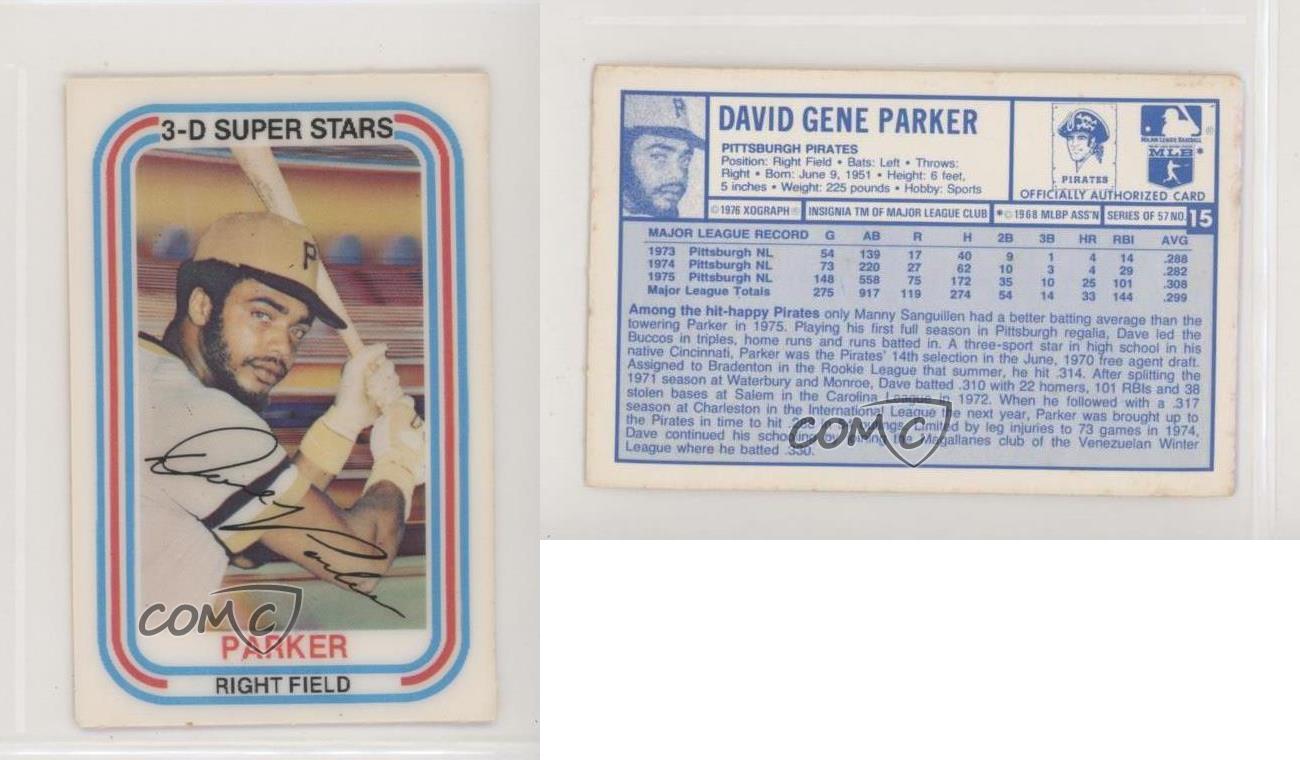 3-D SUPER STARS
P
Dave Parker
COMC
PARKER
RIGHT FIELD
P
DAVID GENE PARKER
PITTSBURGH PIRATES
Position: Right Field • Bats: Left • Throws:
Right • Born: June 9, 1951 • Height: 6 feet,
5 inches • Weight: 225 pounds • Hobby: Sports
PIRATES
MAJOR LEAGUE BASEBALL
®
MLB *
OFFICIALLY AUTHORIZED CARD
©1976 XOGRAPH® INSIGNIA TM OF MAJOR LEAGUE CLUB *©1968 MLBP ASS'N SERIES OF 57 NO. 15
MAJOR LEAGUE RECORD G AB R H 2B 3B HR RBI AVG
1973 Pittsburgh NL 54 139 17 40 9 1 4 14 .288
1974 Pittsburgh NL 73 220 27 62 10 3 4 29 .282
1975 Pittsburgh NL 148 558 75 172 35 10 25 101 .308
Major League Totals 275 917 119 274 54 14 33 144 .299
Among the hit-happy Pirates only Manny Sanguillen had a better batting average than the
towering Parker in 1975. Playing his first full season in Pittsburgh regalia, Dave led the
Buccos in triples, home runs and runs batted in. A three-sport star in high school in his
native Cincinnati, Parker was the Pirates' 14th selection in the June, 1970 free agent draft.
Assigned to Bradenton in the Rookie League that summer, he hit .314. After splitting the
1971 season at Waterbury and Monroe, Dave batted .310 with 22 homers, 101 RBIs and 38
stolen bases at Salem in the Carolina League in 1972. When he followed with a .317
season at Charleston in the International League the next year, Parker was brought up to
the Pirates in time to hit limited by leg injuries to 73 games in 1974,
Dave continued his schooling by joining the Magallanes club of the Venezuelan Winter
League where he batted .330.
COMC